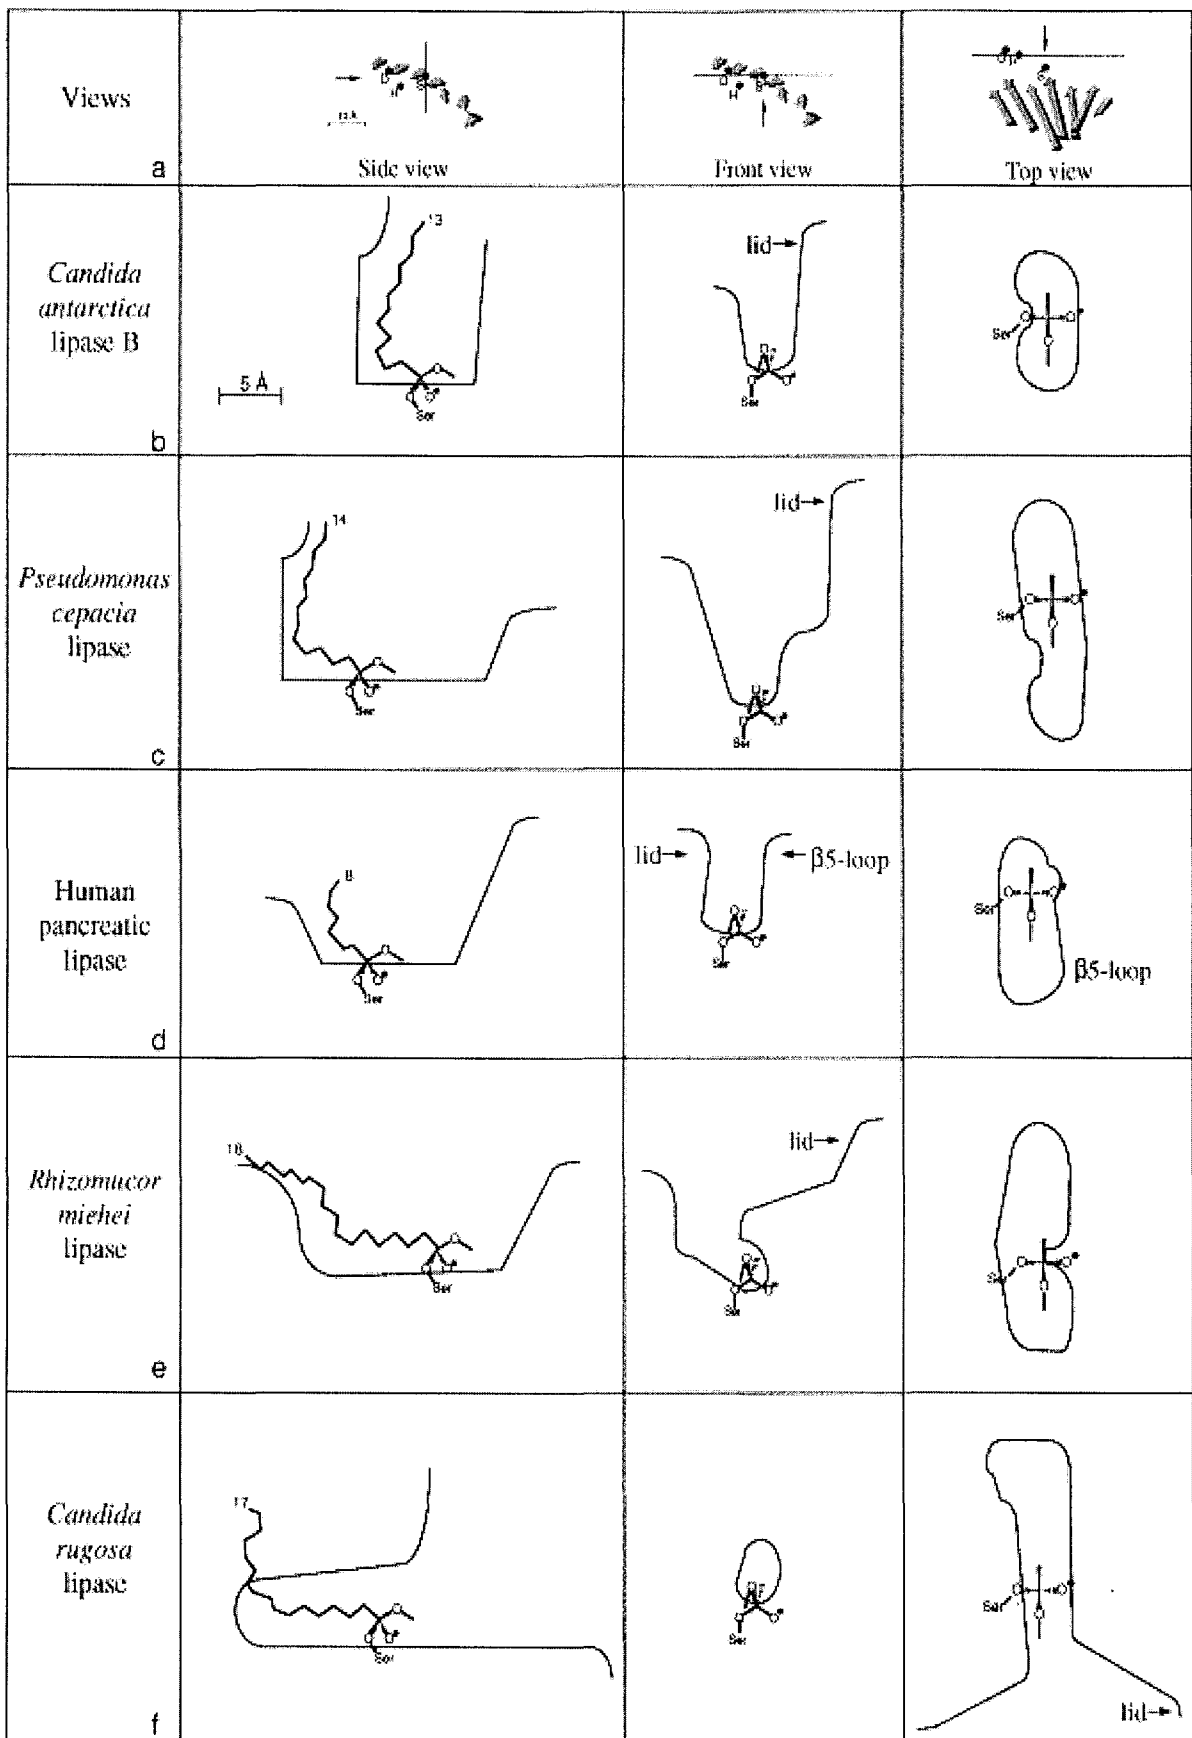 Views
a
Side view
Front view
Top view
Candida
antarctica
lipase B
b
13
5 Å
O
O
O
Ser
lid
O
O
O
Ser
O
O
O
Ser
Pseudomonas
cepacia
lipase
c
14
O
O
O
Ser
lid
O
O
O
Ser
O
O
O
Ser
Human
pancreatic
lipase
d
8
O
O
O
Ser
lid
β5-loop
O
O
O
Ser
O
O
O
Ser
β5-loop
Rhizomucor
miehei
lipase
e
18
O
O
O
Ser
lid
O
O
O
Ser
O
O
O
Ser
Candida
rugosa
lipase
f
17
O
O
O
Ser
O
O
O
Ser
O
O
O
Ser
lid